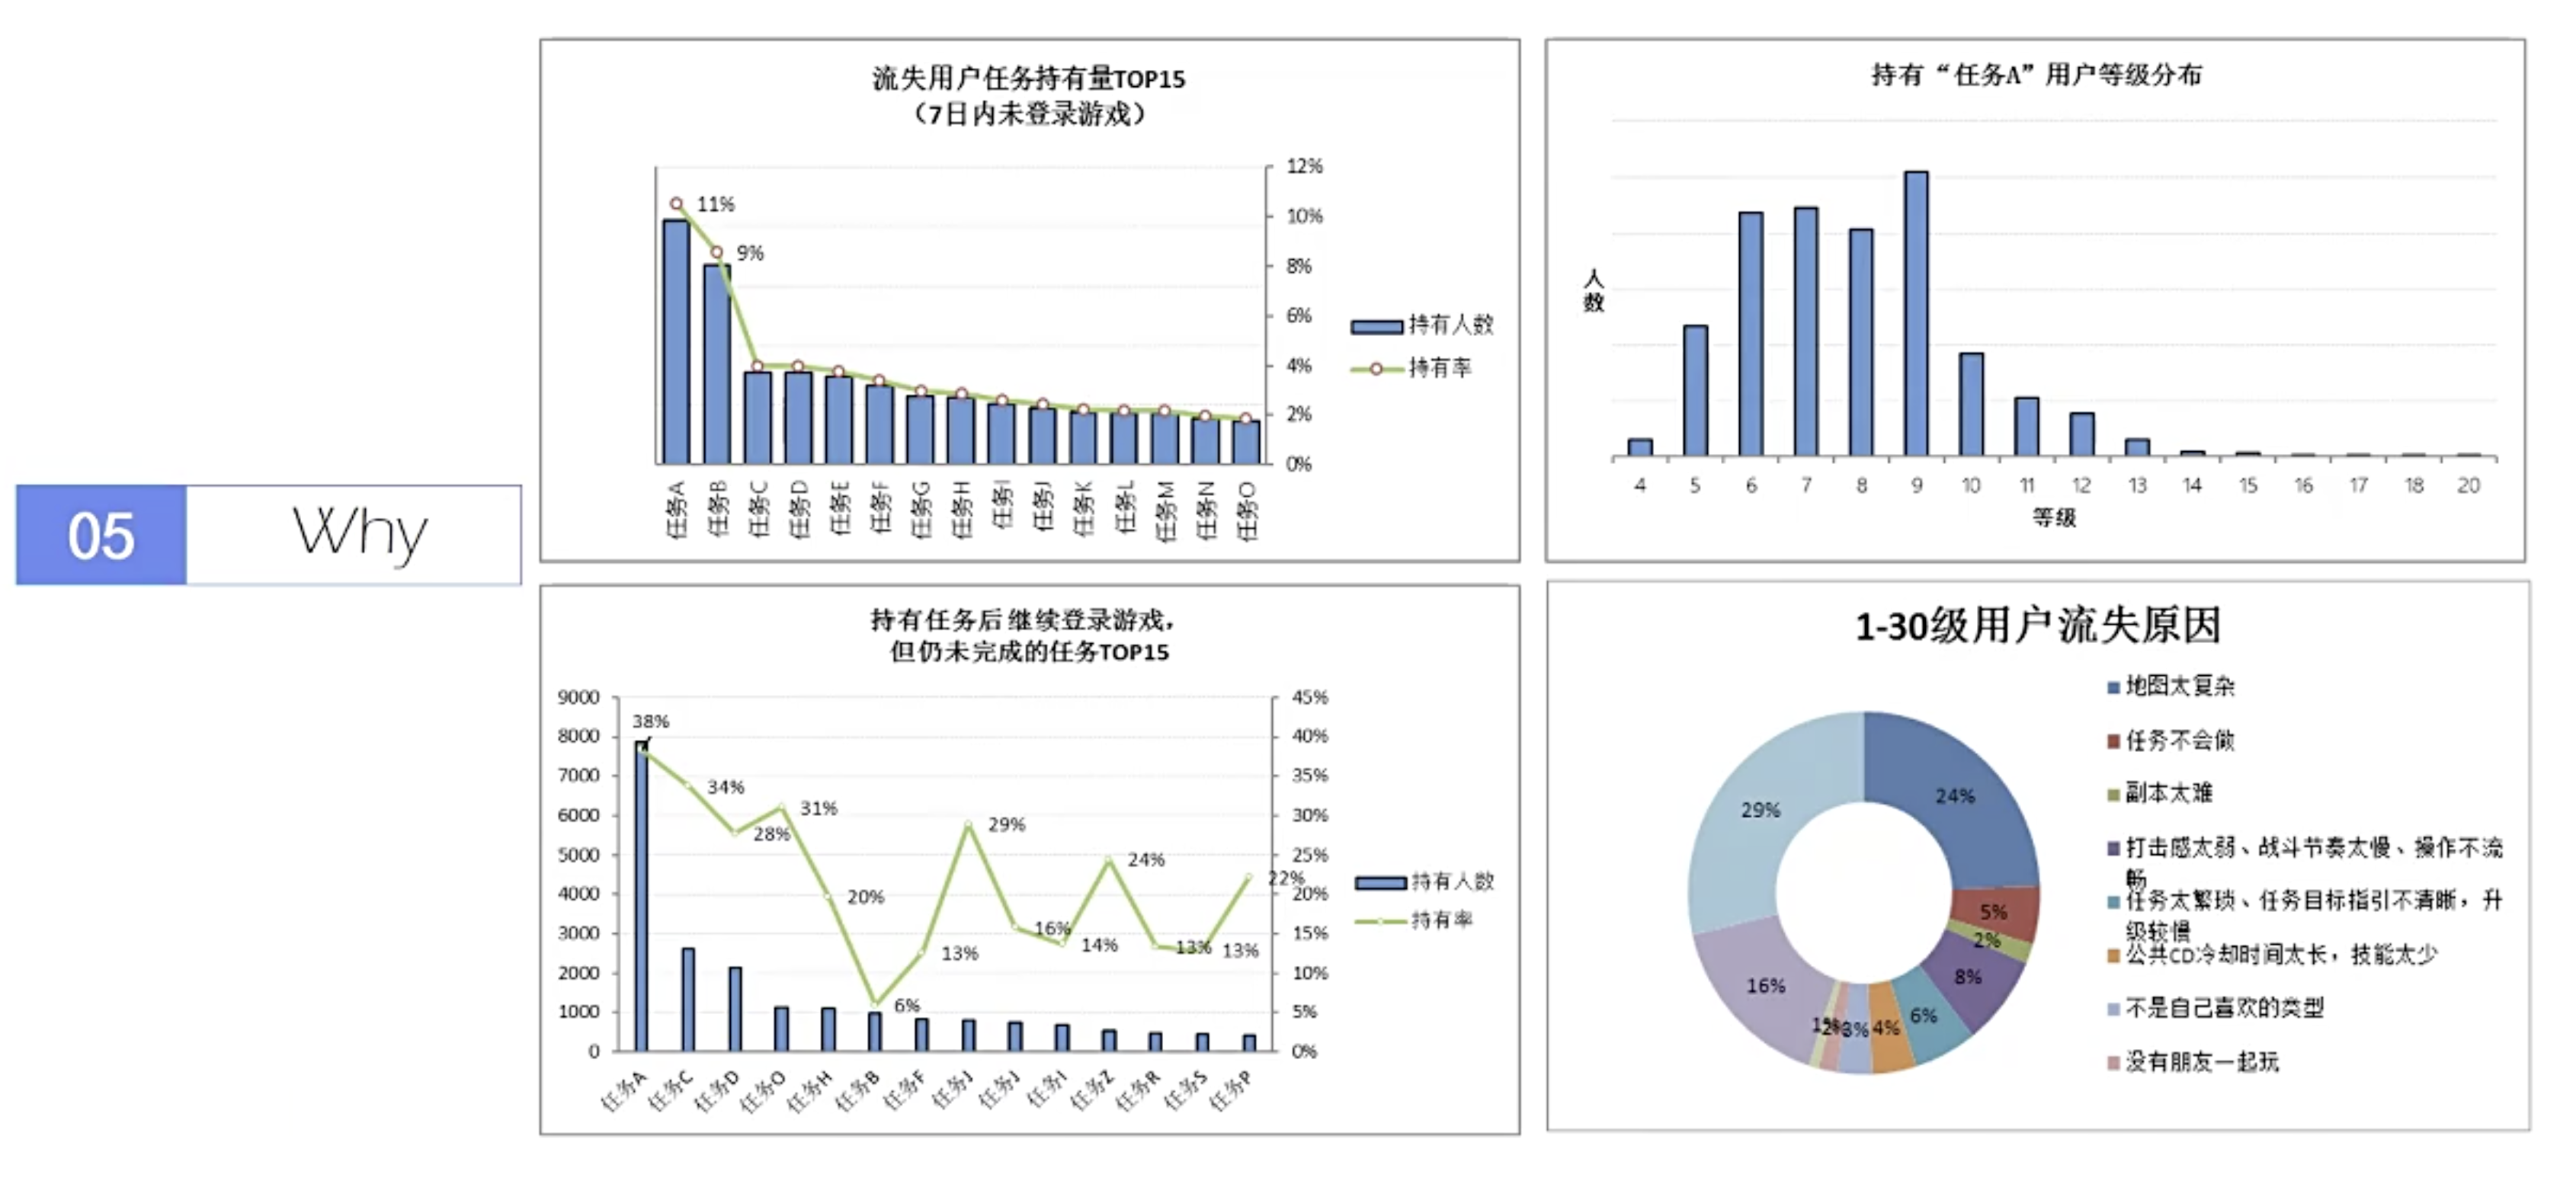 05
Why
流失用户任务持有量TOP15
（7日内未登录游戏）
12%
10%
8%
6%
4%
2%
0%
11%
9%
持有人数
持有率
任务A
任务B
任务C
任务D
任务E
任务F
任务G
任务H
任务I
任务J
任务K
任务L
任务M
任务N
任务O
持有“任务A”用户等级分布
人数
4 5 6 7 8 9 10 11 12 13 14 15 16 17 18 20
等级
持有任务后继续登录游戏，
但仍未完成的任务TOP15
9000
8000
7000
6000
5000
4000
3000
2000
1000
0
45%
40%
35%
30%
25%
20%
15%
10%
5%
0%
38%
34%
28%
31%
20%
6%
13%
29%
16%
14%
24%
13%
13%
22%
持有人数
持有率
任务A
任务C
任务D
任务O
任务H
任务B
任务F
任务J
任务J
任务I
任务Z
任务R
任务S
任务P
1-30级用户流失原因
24%
5%
2%
8%
6%
4%
3%
2%
1%
16%
29%
地图太复杂
任务不会做
副本太难
打击感太弱、战斗节奏太慢、操作不流
畅
任务太繁琐、任务目标指引不清晰，升
级较慢
公共CD冷却时间太长，技能太少
不是自己喜欢的类型
没有朋友一起玩